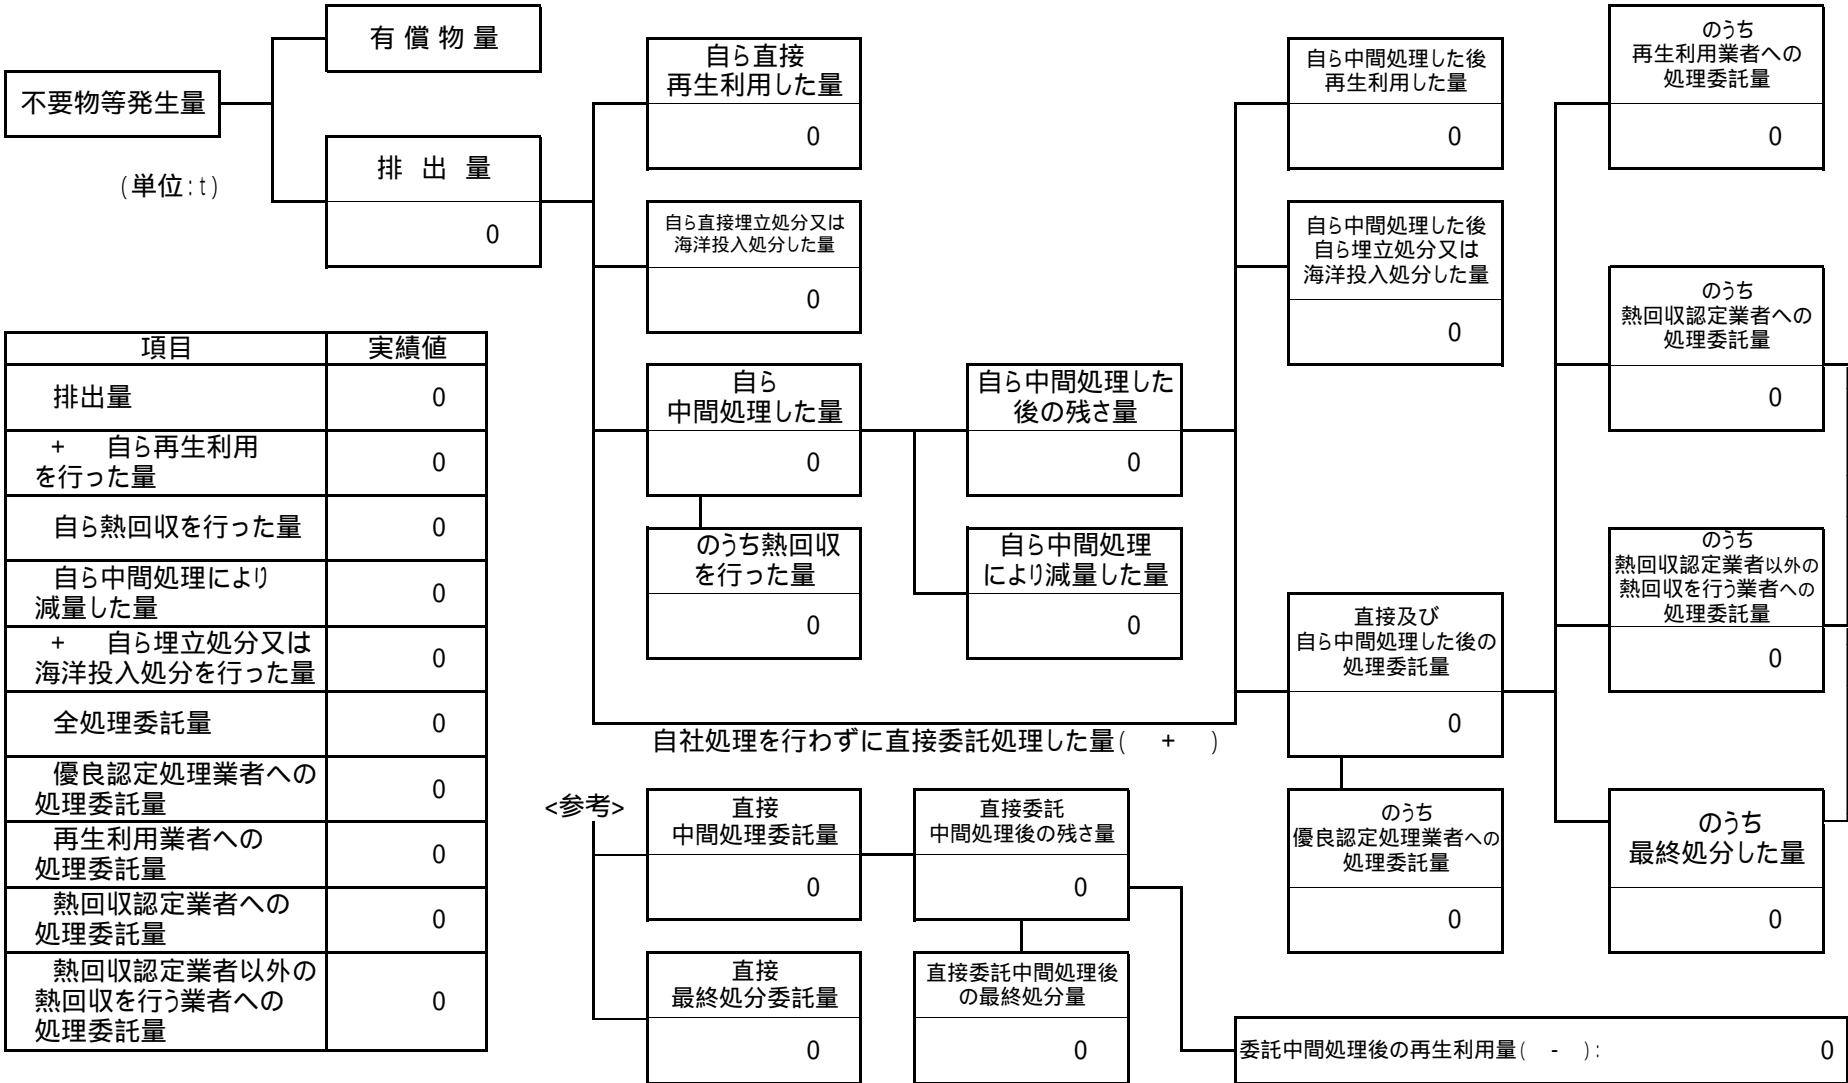 有償物量
不要物等発生量
(単位:t)
排出量
0
自ら直接
再生利用した量
0
自ら直接埋立処分又は
海洋投入処分した量
0
自ら
中間処理した量
0
のうち熱回収
を行った量
0
自ら中間処理した
後の残さ量
0
自ら中間処理
により減量した量
0
自ら中間処理した後
再生利用した量
0
自ら中間処理した後
自ら埋立処分又は
海洋投入処分した量
0
直接及び
自ら中間処理した後の
処理委託量
0
のうち
優良認定処理業者への
処理委託量
0
のうち
再生利用業者への
処理委託量
0
のうち
熱回収認定業者への
処理委託量
0
のうち
熱回収認定業者以外の
熱回収を行う業者への
処理委託量
0
のうち
最終処分した量
0
自社処理を行わずに直接委託処理した量( + )
項目 実績値
排出量 0
+ 自ら再生利用
を行った量 0
自ら熱回収を行った量 0
自ら中間処理により
減量した量 0
+ 自ら埋立処分又は
海洋投入処分を行った量 0
全処理委託量 0
優良認定処理業者への
処理委託量 0
再生利用業者への
処理委託量 0
熱回収認定業者への
処理委託量 0
熱回収認定業者以外の
熱回収を行う業者への
処理委託量 0
<参考>
直接
中間処理委託量
0
直接委託
中間処理後の残さ量
0
直接
最終処分委託量
0
直接委託中間処理後
の最終処分量
0
委託中間処理後の再生利用量( - ): 0